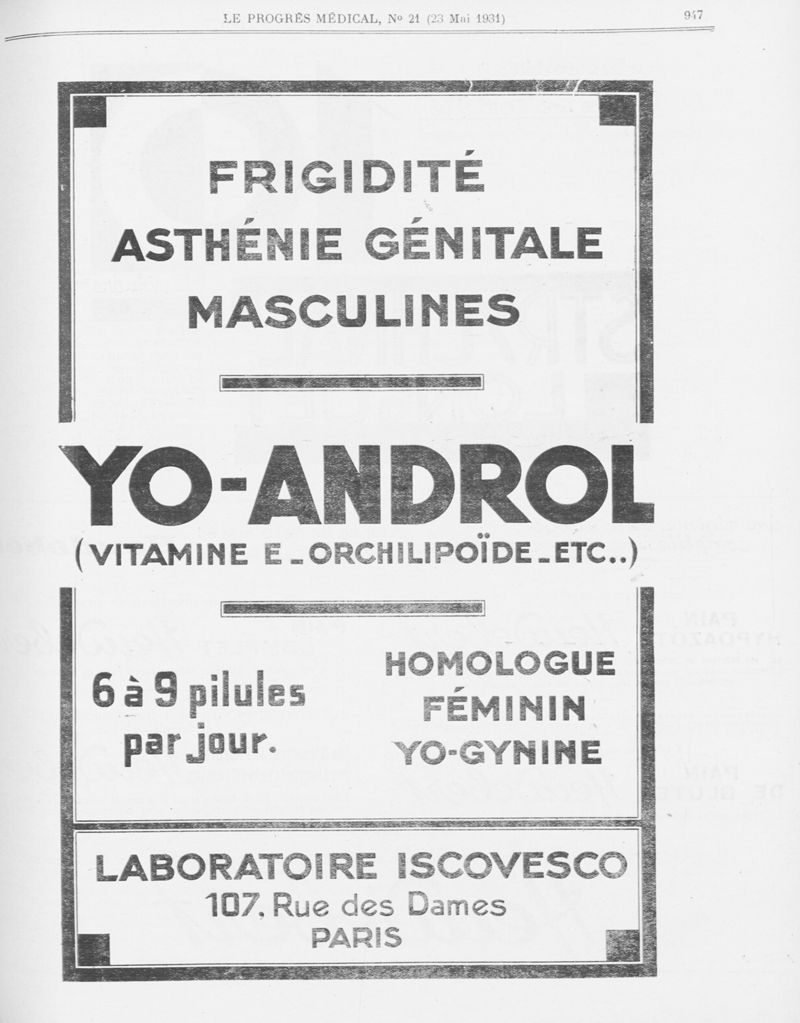 LE PROGRÈS MÉDICAL, Nº 21 (23 Mai 1931)
947
FRIGIDITÉ
ASTHÉNIE GÉNITALE
MASCULINES
YO-ANDROL
(VITAMINE E_ORCHILIPOÏDE_ETC..)
6 à 9 pilules
par jour.
HOMOLOGUE
FÉMININ
YO-GYNINE
LABORATOIRE ISCOVESCO
107, Rue des Dames
PARIS